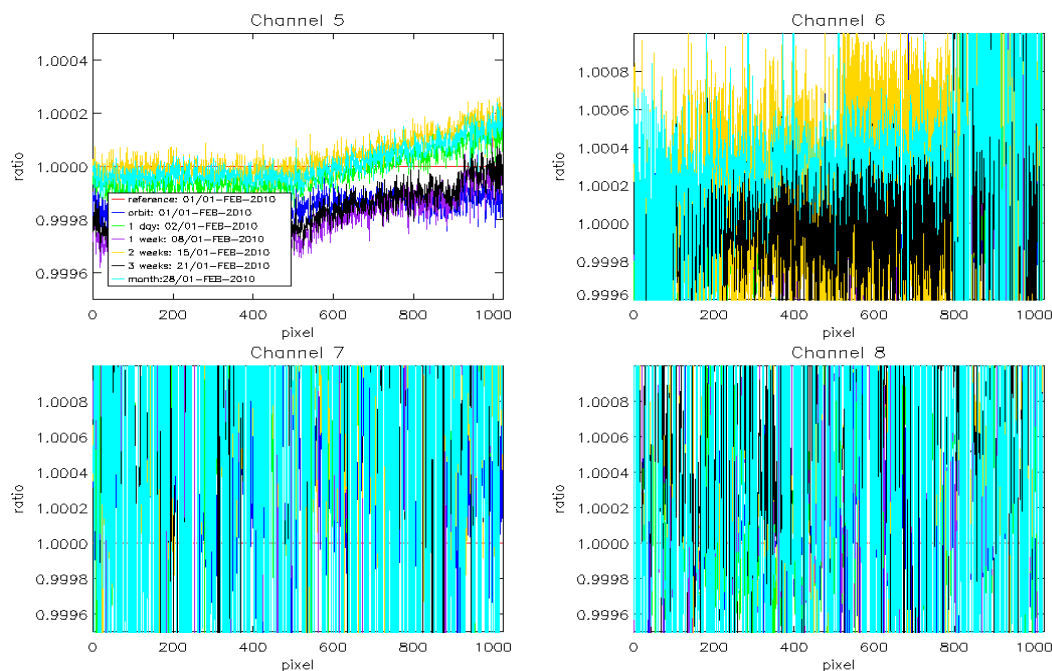 Channel 5
1.0004
1.0002
1.0000
0.9998
0.9996
ratio
reference: 01/01-FEB-2010
orbit: 01/01-FEB-2010
1 day: 02/01-FEB-2010
1 week: 08/01-FEB-2010
2 weeks: 15/01-FEB-2010
3 weeks: 21/01-FEB-2010
month:28/01-FEB-2010
0 200 400 600 800 1000
pixel
Channel 6
1.0008
1.0006
1.0004
1.0002
1.0000
0.9998
0.9996
ratio
0 200 400 600 800 1000
pixel
Channel 7
1.0008
1.0006
1.0004
1.0002
1.0000
0.9998
0.9996
ratio
0 200 400 600 800 1000
pixel
Channel 8
1.0008
1.0006
1.0004
1.0002
1.0000
0.9998
0.9996
ratio
0 200 400 600 800 1000
pixel